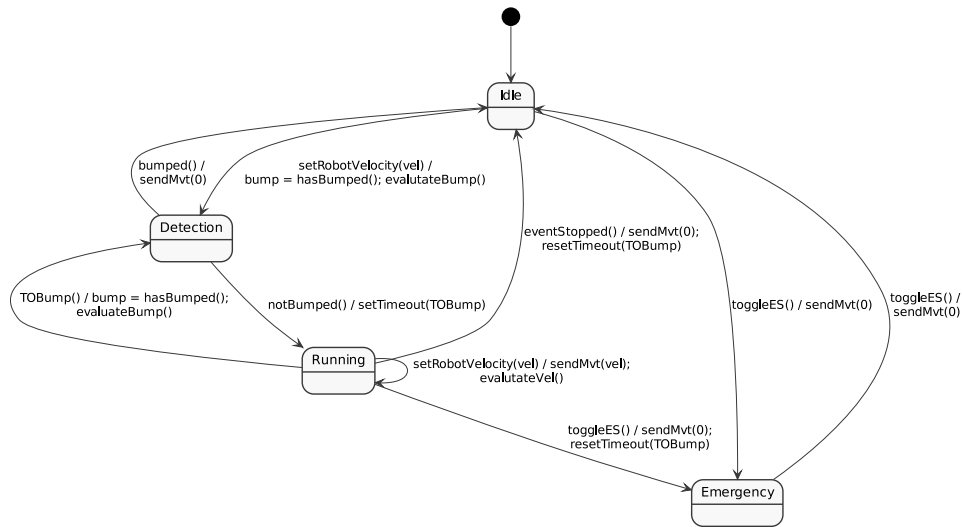 Idle
bumped() /
sendMvt(0)
setRobotVelocity(vel) /
bump = hasBumped(); evalutateBump()
Detection
eventStopped() / sendMvt(0);
resetTimeout(TOBump)
TOBump() / bump = hasBumped();
evaluateBump()
notBumped() / setTimeout(TOBump)
toggleES() / sendMvt(0)
toggleES() /
sendMvt(0)
Running
setRobotVelocity(vel) / sendMvt(vel);
evalutateVel()
toggleES() / sendMvt(0);
resetTimeout(TOBump)
Emergency